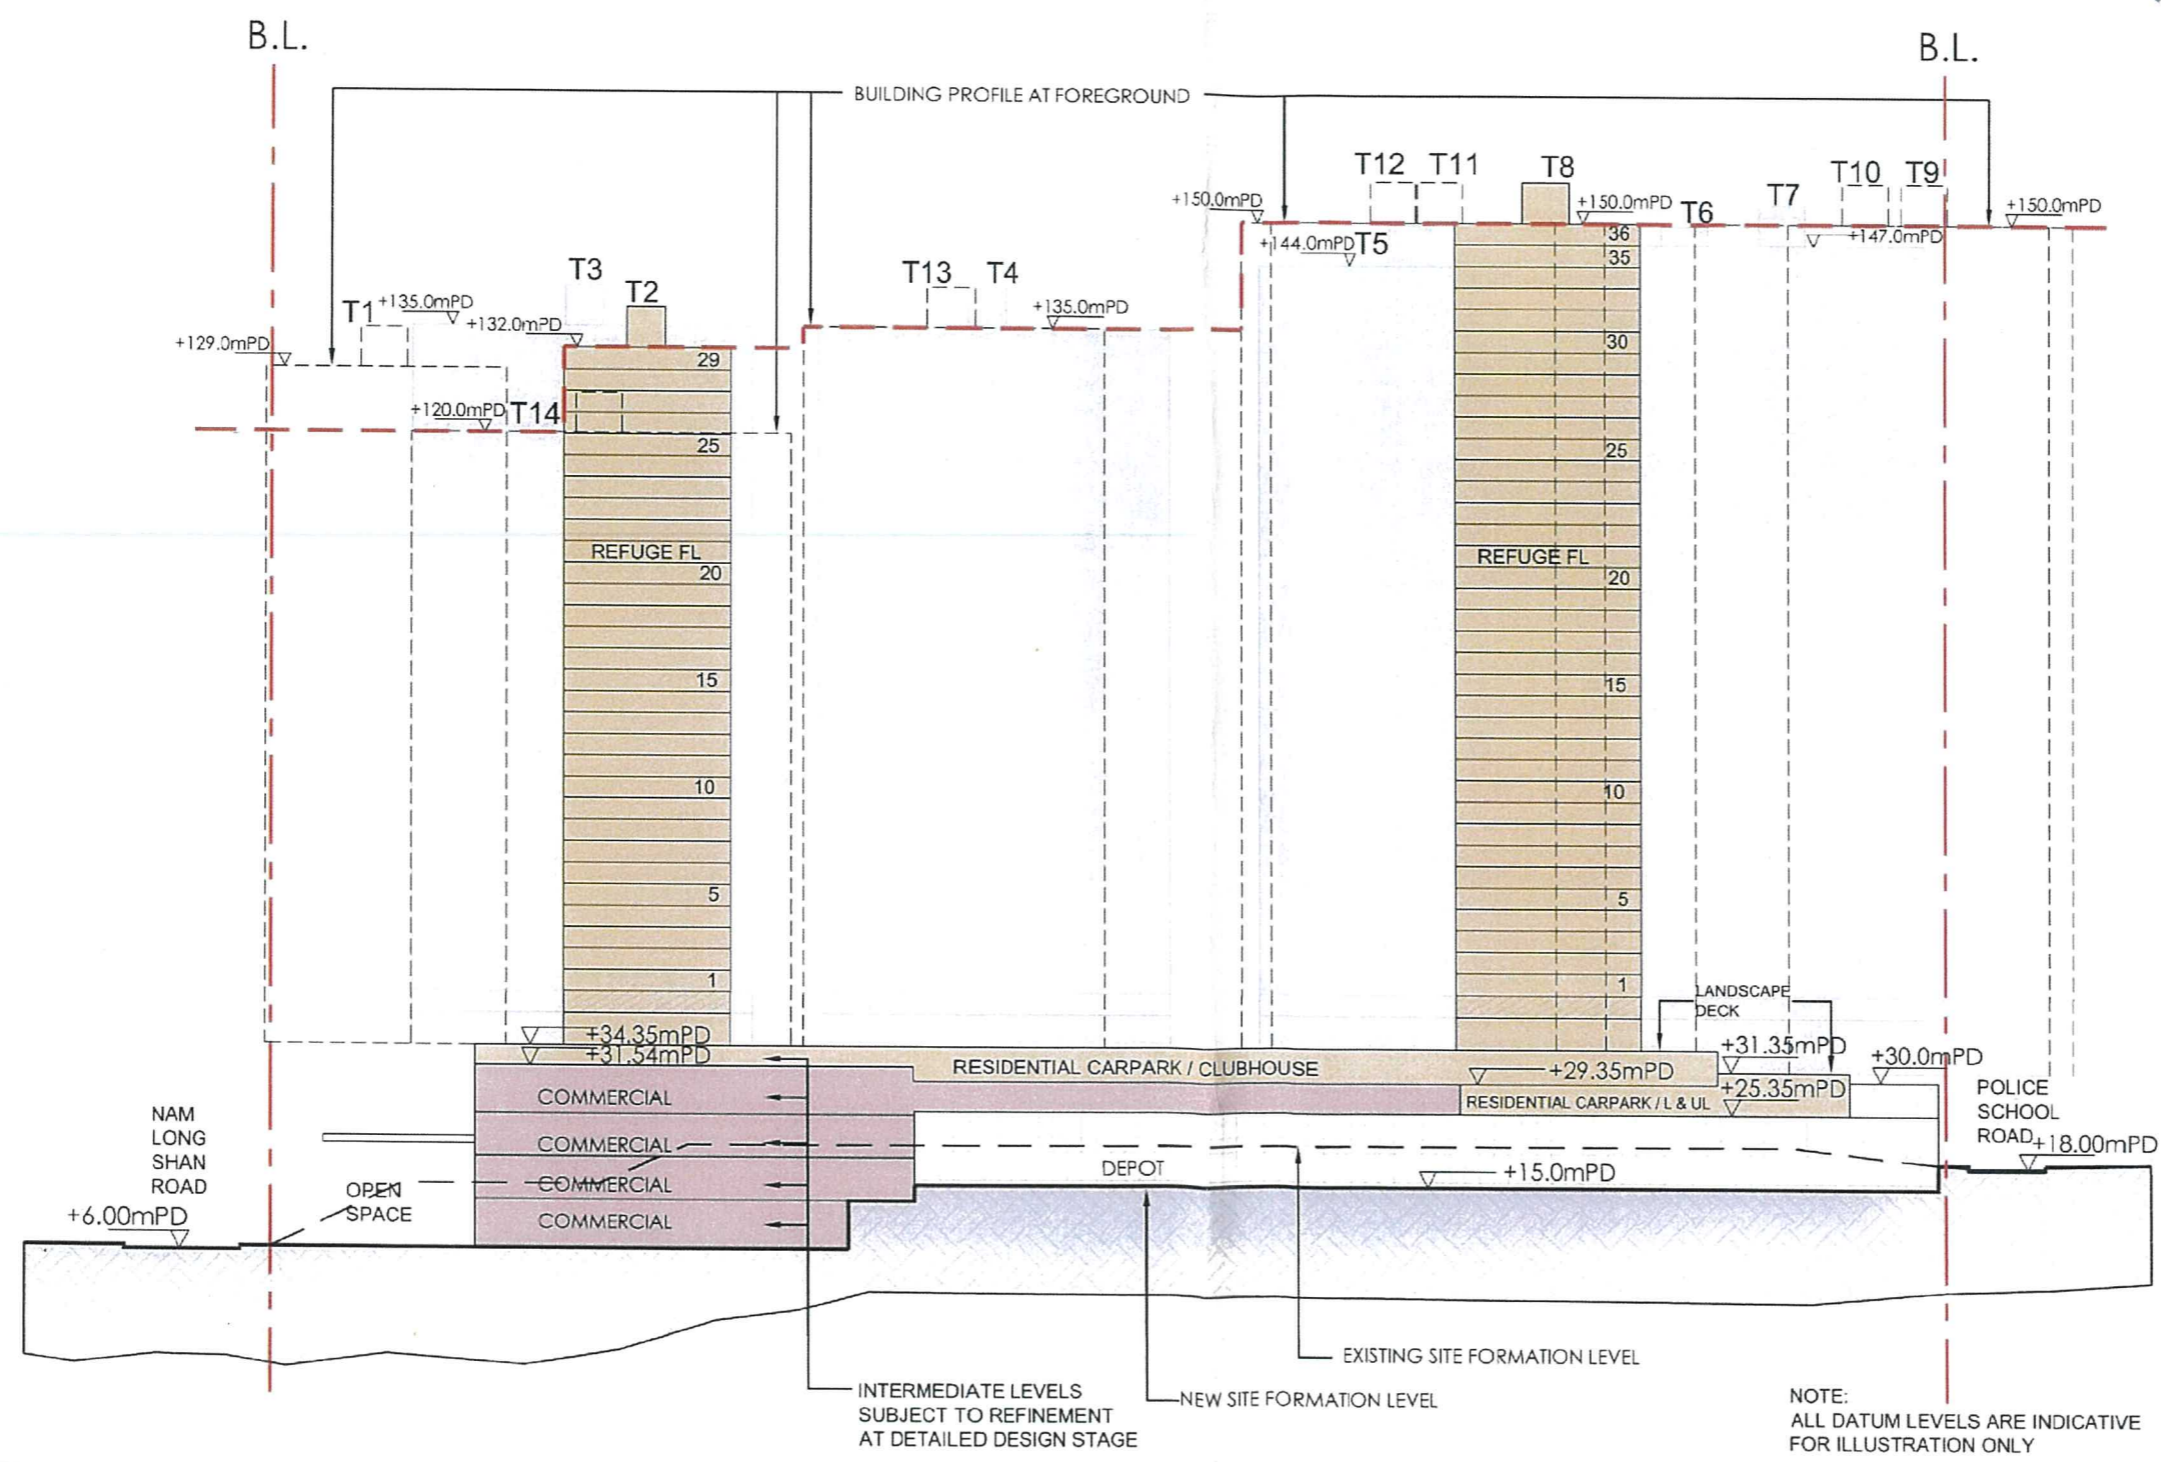 B.L.
B.L.
BUILDING PROFILE AT FOREGROUND
T12
T11
T8
T10
T9
T7
T6
+150.0mPD
+150.0mPD
+150.0mPD
+147.0mPD
+144.0mPD
T5
T3
T2
T13
T4
T1
+135.0mPD
+135.0mPD
+132.0mPD
+129.0mPD
+120.0mPD
T14
29
25
REFUGE FL
20
15
10
5
1
36
35
30
25
REFUGE FL
20
15
10
5
1
LANDSCAPE
DECK
+34.35mPD
+31.54mPD
+31.35mPD
+30.0mPD
RESIDENTIAL CARPARK / CLUBHOUSE
+29.35mPD
+25.35mPD
RESIDENTIAL CARPARK / L & UL
COMMERCIAL
COMMERCIAL
COMMERCIAL
COMMERCIAL
NAM
LONG
SHAN
ROAD
+6.00mPD
OPEN
SPACE
DEPOT
+15.0mPD
POLICE
SCHOOL
ROAD
+18.00mPD
EXISTING SITE FORMATION LEVEL
NEW SITE FORMATION LEVEL
INTERMEDIATE LEVELS
SUBJECT TO REFINEMENT
AT DETAILED DESIGN STAGE
NOTE:
ALL DATUM LEVELS ARE INDICATIVE
FOR ILLUSTRATION ONLY